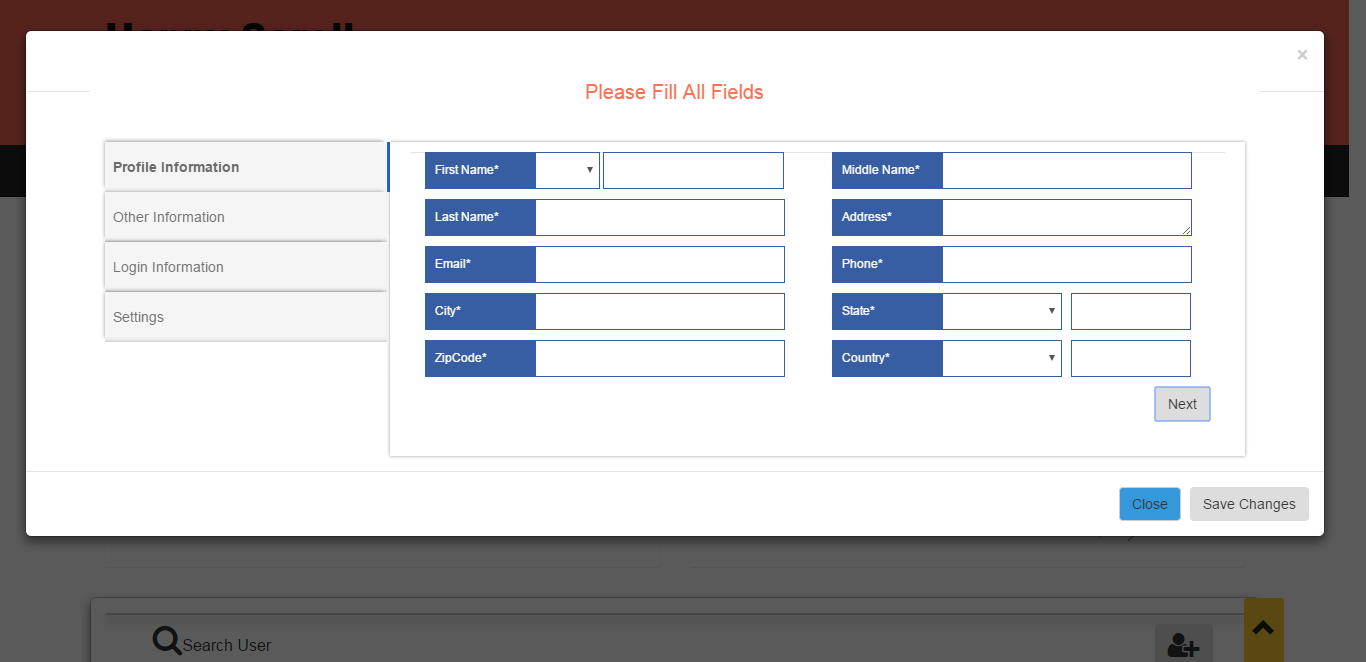 ×
Please Fill All Fields
Profile Information
Other Information
Login Information
Settings
First Name*
Middle Name*
Last Name*
Address*
Email*
Phone*
City*
State*
ZipCode*
Country*
Next
Close
Save Changes
Search User